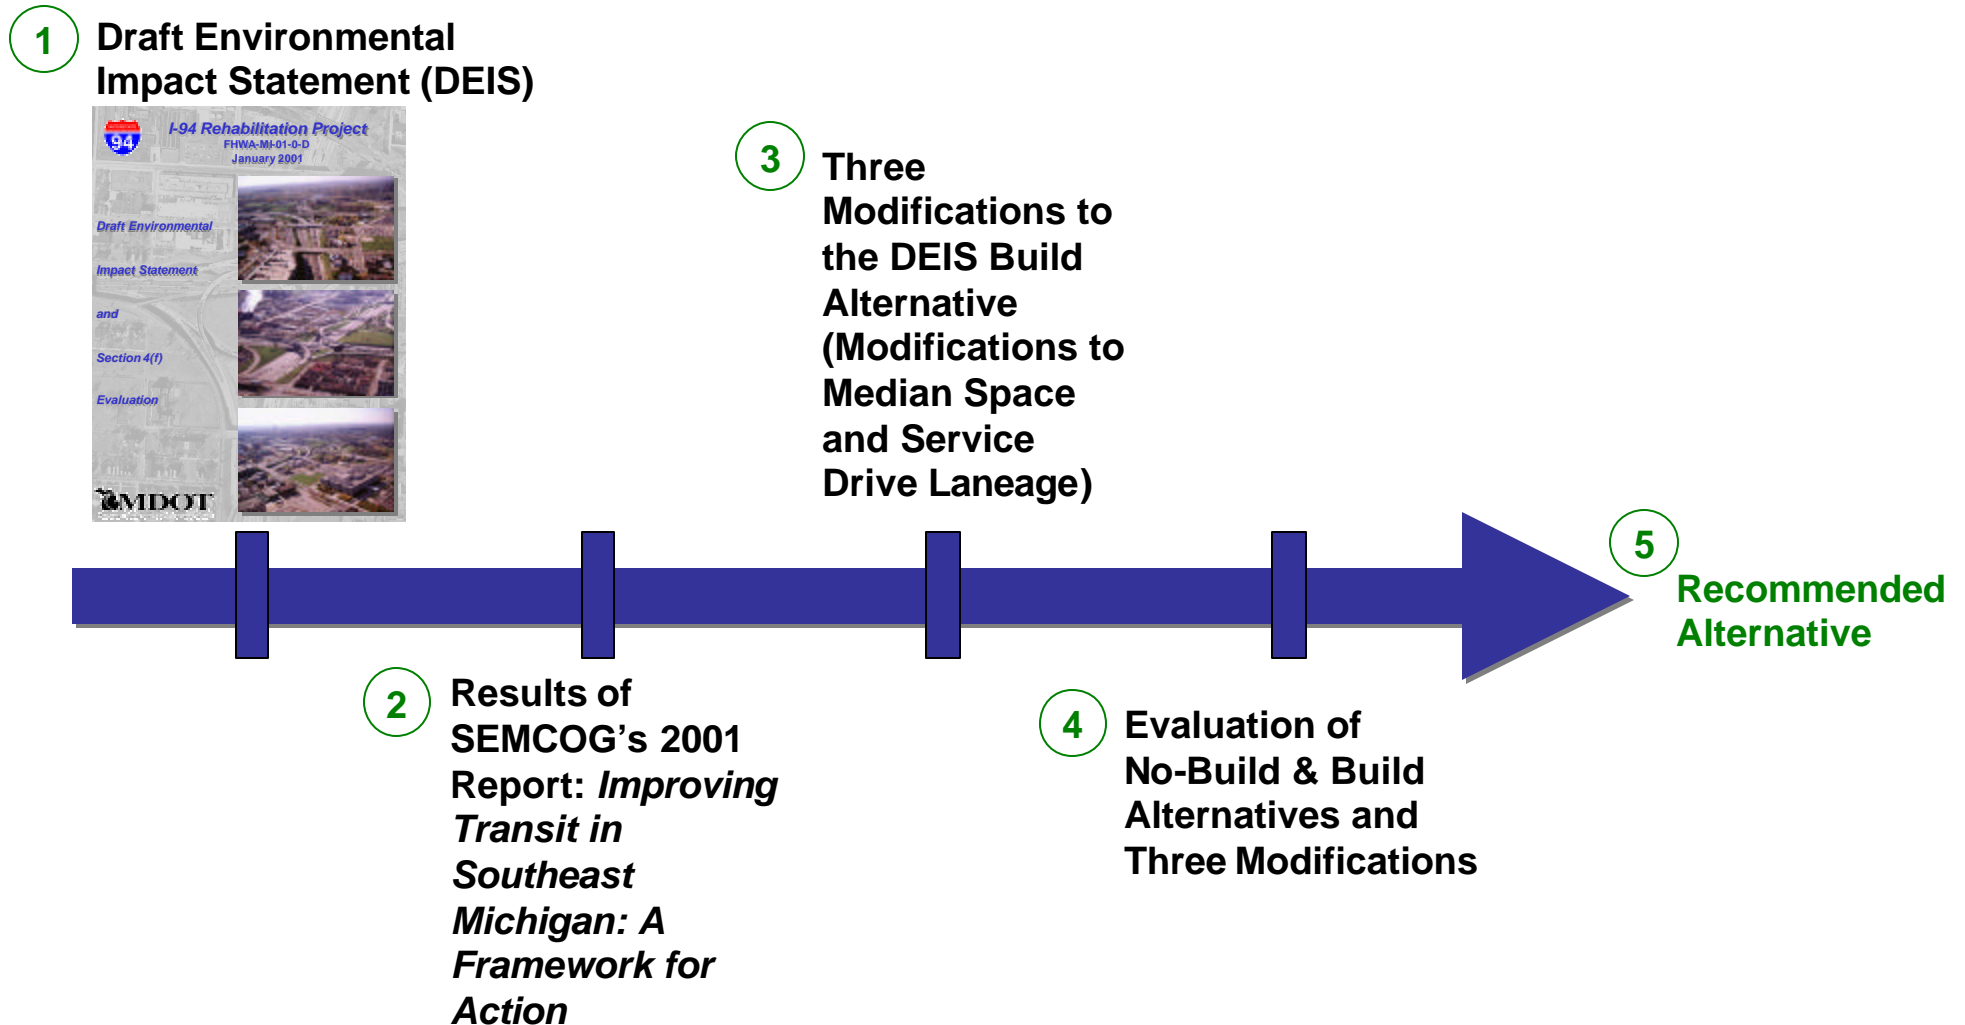 1
Draft Environmental
Impact Statement (DEIS)
94
I-94 Rehabilitation Project
FHWA-MI-01-0-D
January 2001
Draft Environmental
Impact Statement
and
Section 4(f)
Evaluation
MDOT
3
Three
Modifications to
the DEIS Build
Alternative
(Modifications to
Median Space
and Service
Drive Laneage)
5
Recommended
Alternative
2
Results of
SEMCOG’s 2001
Report: Improving
Transit in
Southeast
Michigan: A
Framework for
Action
4
Evaluation of
No-Build & Build
Alternatives and
Three Modifications